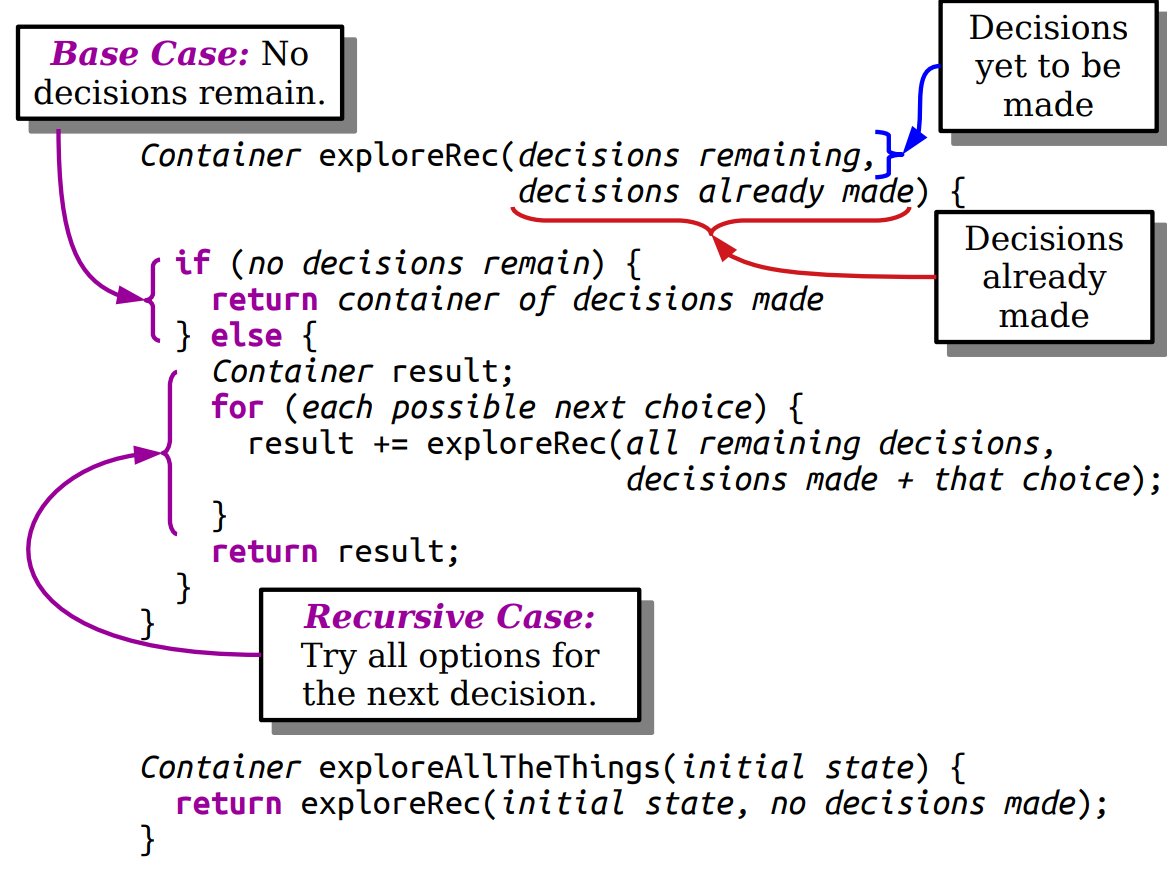 Base Case: No
decisions remain.
Decisions
yet to be
made
Container exploreRec(decisions remaining,
decisions already made) {
Decisions
already
made
if (no decisions remain) {
return container of decisions made
} else {
Container result;
for (each possible next choice) {
result += exploreRec(all remaining decisions,
decisions made + that choice);
}
return result;
}
}
Recursive Case:
Try all options for
the next decision.
Container exploreAllTheThings(initial state) {
return exploreRec(initial state, no decisions made);
}